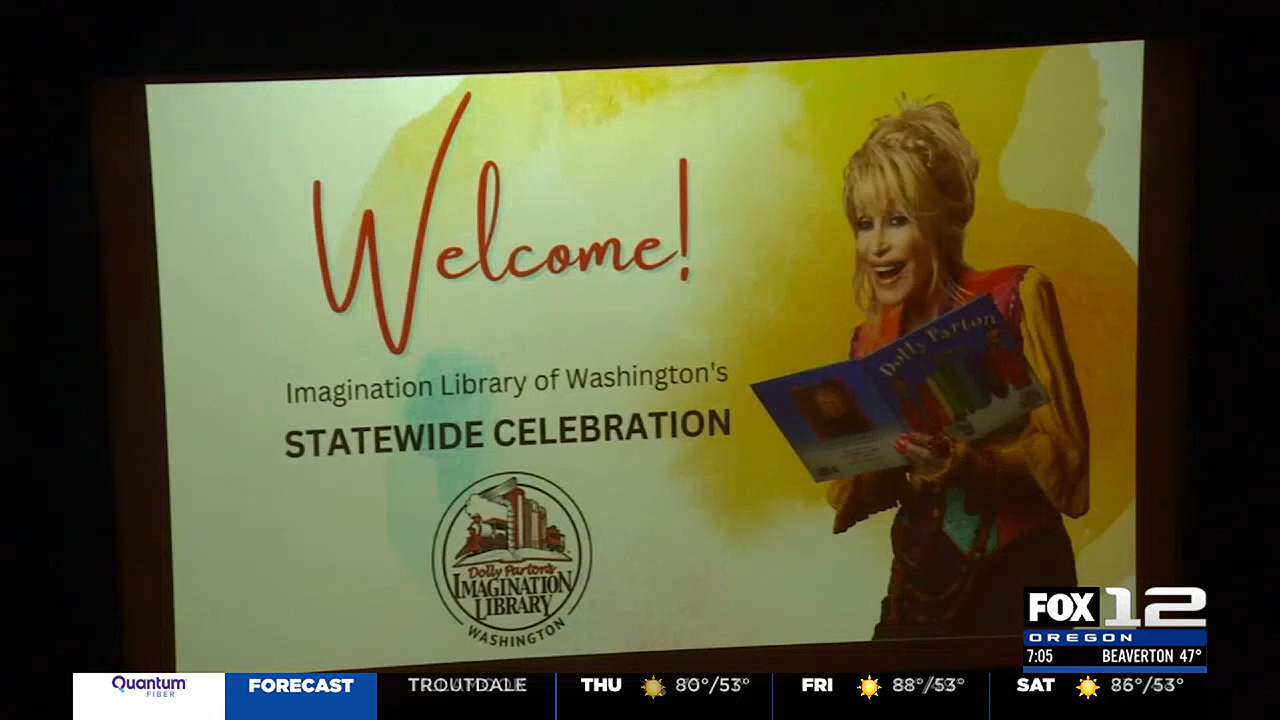 Welcome!
Imagination Library of Washington's
STATEWIDE CELEBRATION
Dolly Parton's
IMAGINATION
LIBRARY
WASHINGTON
Dolly Parton
FOX 12
OREGON
7:05 BEAVERTON 47°
Quantum
FIBER
FORECAST
THU 80°/53°
FRI 88°/53°
SAT 86°/53°